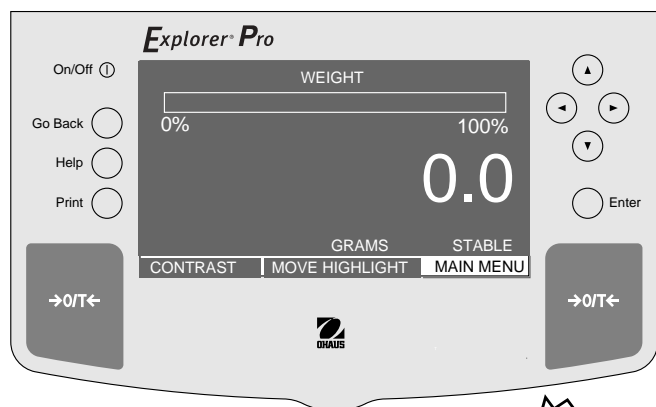 Explorer® Pro
On/Off
WEIGHT
Go Back
0% 100%
Help
0.0
Print
Enter
GRAMS STABLE
CONTRAST MOVE HIGHLIGHT MAIN MENU
→0/T← →0/T←
OHAUS